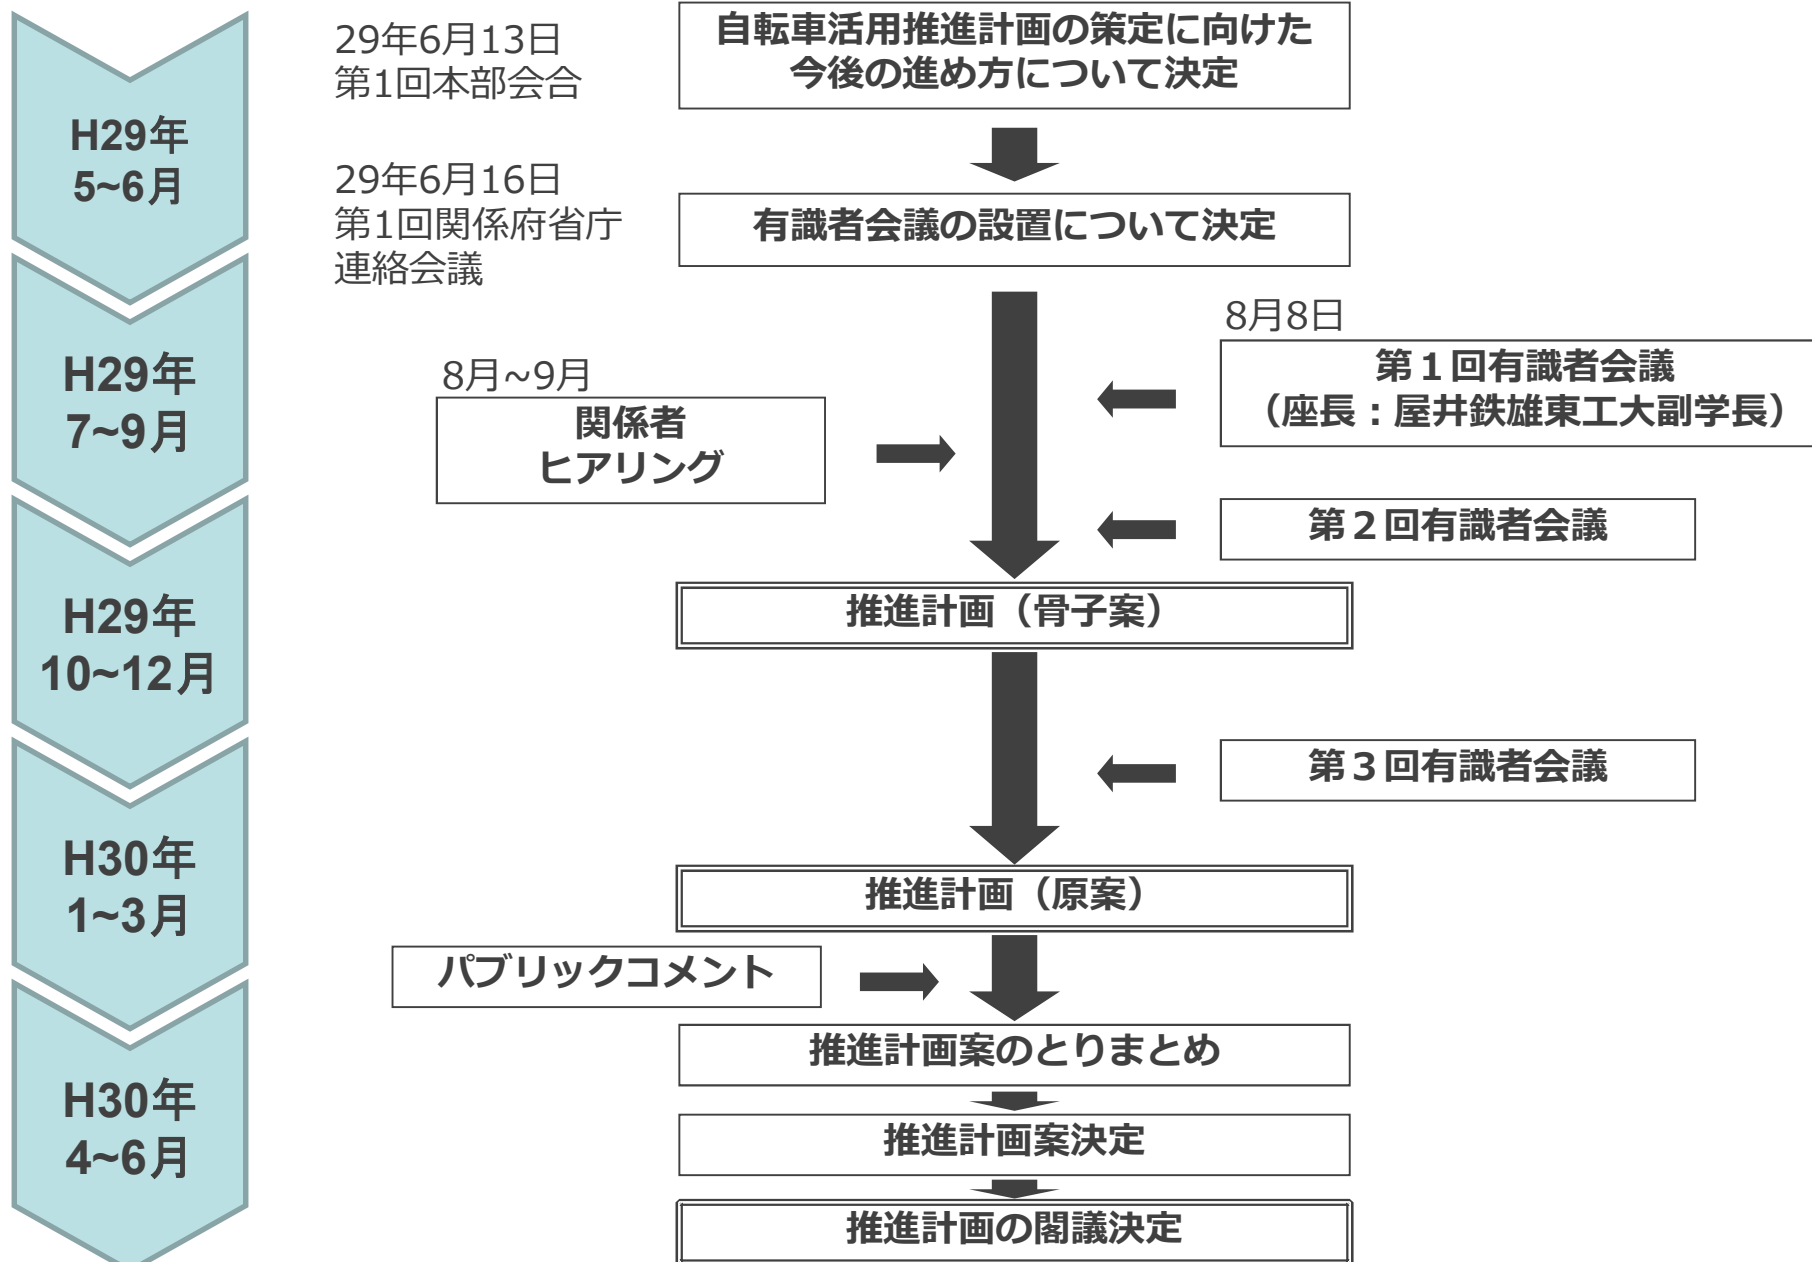 29年6月13日
第1回本部会合
自転車活用推進計画の策定に向けた
今後の進め方について決定
H29年
5~6月
29年6月16日
第1回関係府省庁
連絡会議
有識者会議の設置について決定
H29年
7~9月
8月~9月
関係者
ヒアリング
8月8日
第１回有識者会議
（座長：屋井鉄雄東工大副学長）
第２回有識者会議
H29年
10~12月
推進計画（骨子案）
第３回有識者会議
H30年
1~3月
推進計画（原案）
パブリックコメント
H30年
4~6月
推進計画案のとりまとめ
推進計画案決定
推進計画の閣議決定